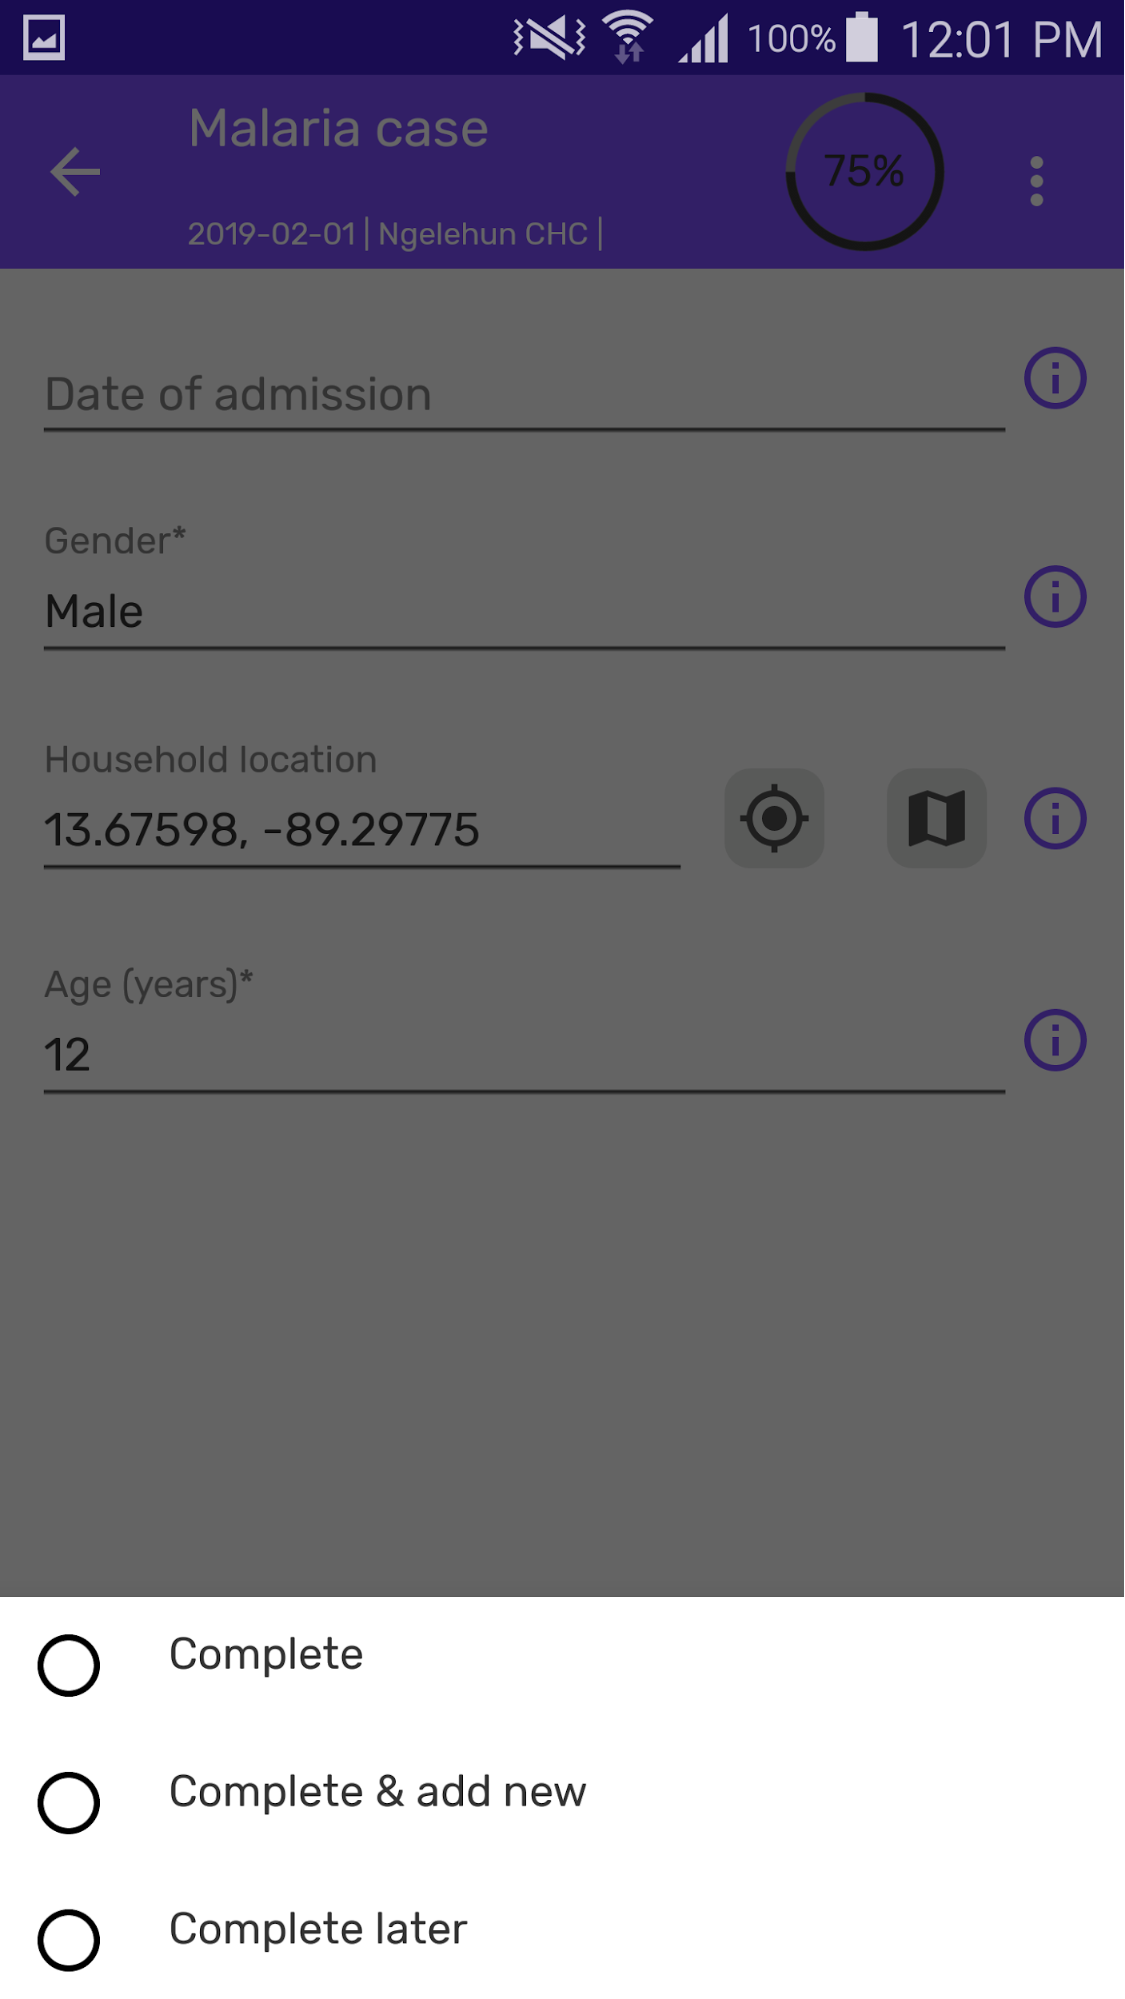 100% 12:01 PM
Malaria case
75%
2019-02-01 | Ngelehun CHC |
Date of admission
Gender*
Male
Household location
13.67598, -89.29775
Age (years)*
12
Complete
Complete & add new
Complete later